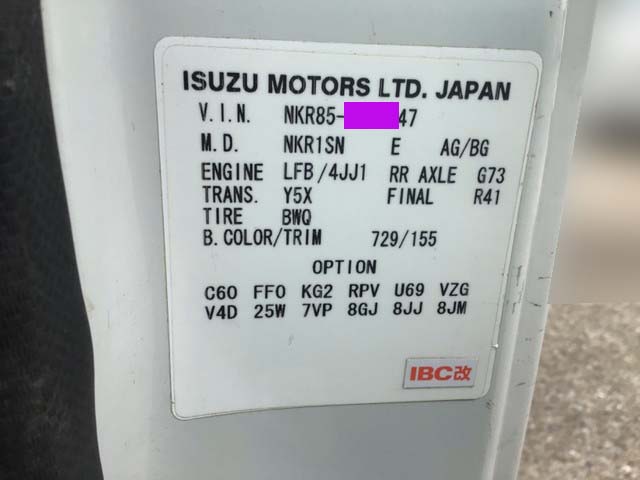 ISUZU MOTORS LTD. JAPAN
V.I.N. NKR85- 47
M.D. NKR1SN E AG/BG
ENGINE LFB/4JJ1 RR AXLE G73
TRANS. Y5X FINAL R41
TIRE BWQ
B.COLOR/TRIM 729/155
OPTION
C60 FF0 KG2 RPV U69 VZG
V4D 25W 7VP 8GJ 8JJ 8JM
IBC改